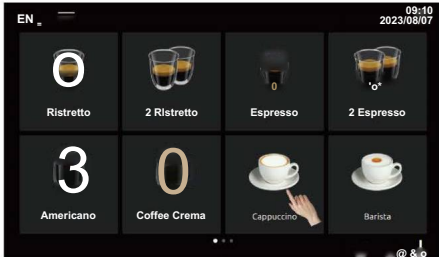 EN
09:10
2023/08/07
o
0
'o*
Ristretto
2 RIstretto
Espresso
2 Espresso
3
0
Americano
Coffee Crema
Cappuccino
Barista
@ & o